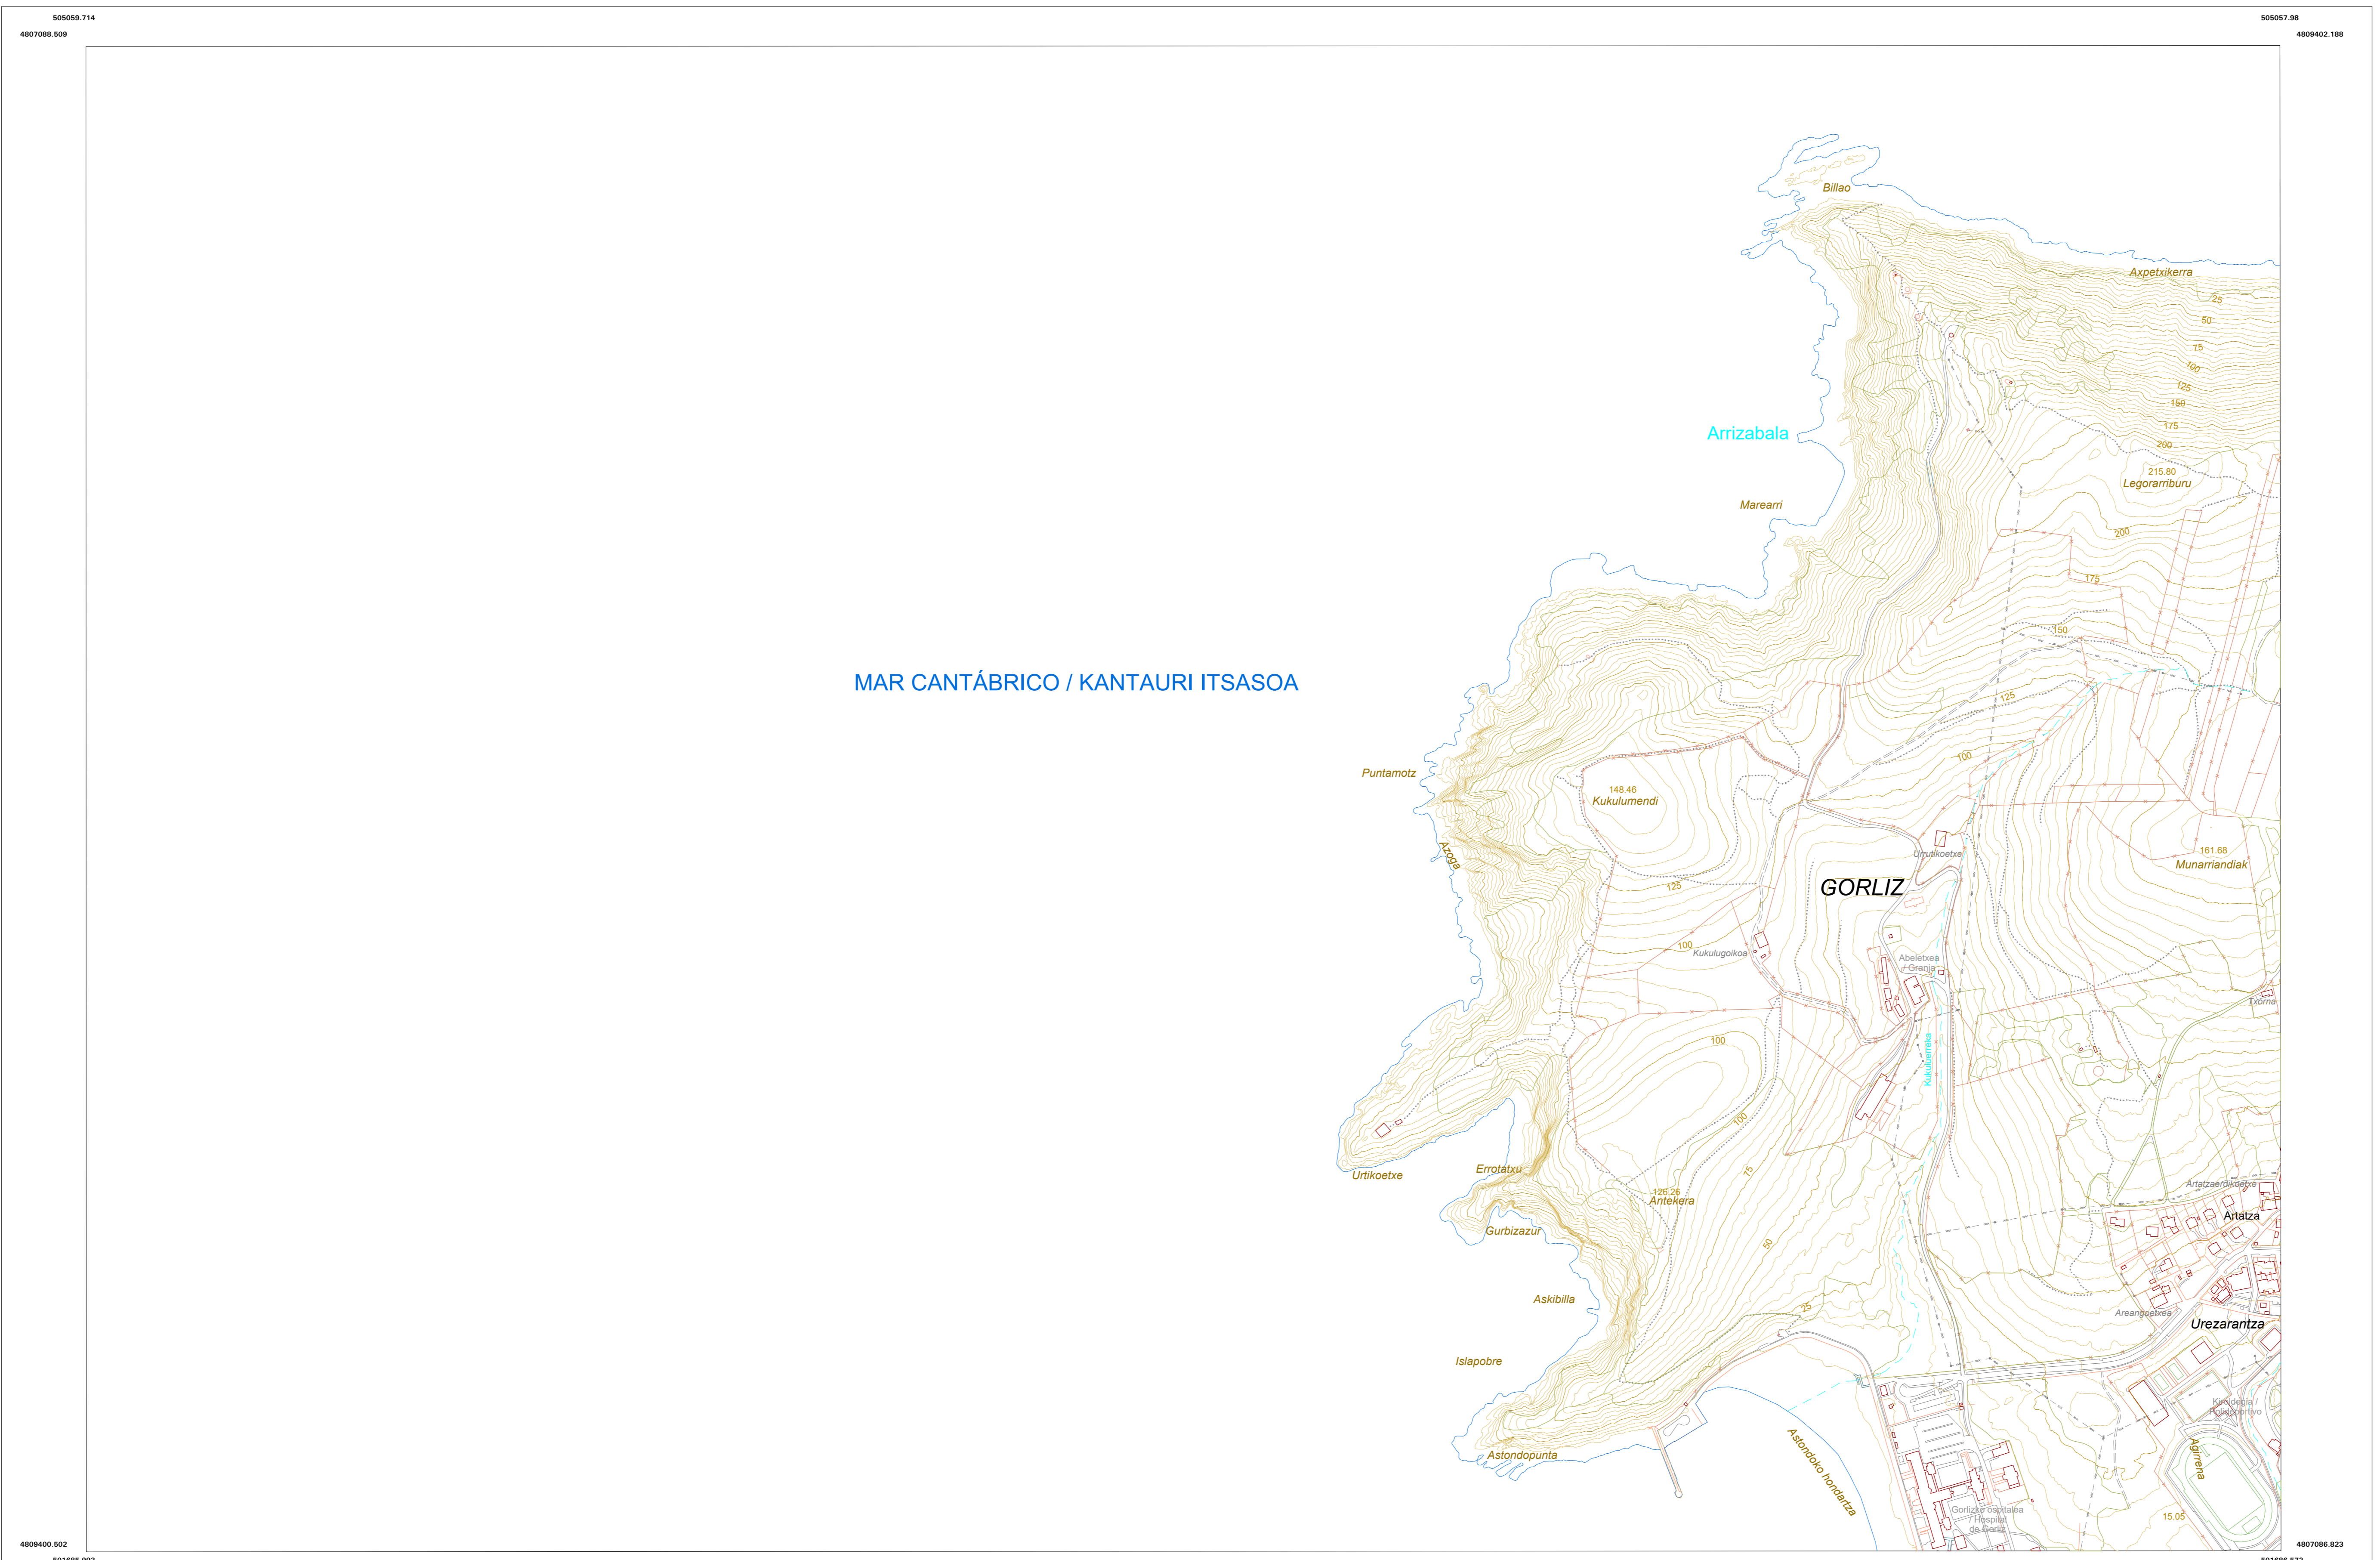 505059.714
505057.98
4807088.509
4809402.188
Billao
Axpetxikerra
25
50
75
100
125
150
175
200
Arrizabala
215.80
Legorarriburu
Marearri
200
175
150
MAR CANTÁBRICO / KANTAURI ITSASOA
125
100
Puntamotz
148.46
Kukulumendi
Azoga
Urrutikoetxe
161.68
Munarriandiak
125
GORLIZ
100
Kukulugoikoa
Abeletxea
/ Granja
Txorna
100
Kukuluerreka
100
75
Urtikoetxe
Errotatxu
126.26
Antekera
Artatzaerdikoetxe
Artatza
Gurbizazur
50
Askibilla
25
Areangoetxea
Urezarantza
Islapobre
Kiroldegia /
Polideportivo
Astondopunta
Astondoko hondartza
Agirrena
Gorlizko ospitalea
/ Hospital
de Gorliz
15.05
4809400.502
4807086.823